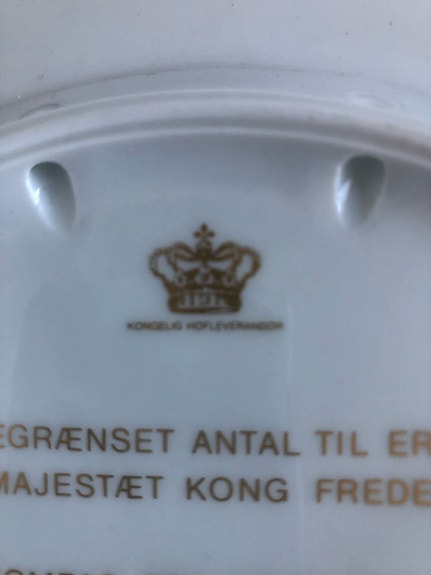 KONGELIG HOFLEVERANDØR
EGRÆNSET ANTAL TIL ER
MAJESTÆT KONG FREDE